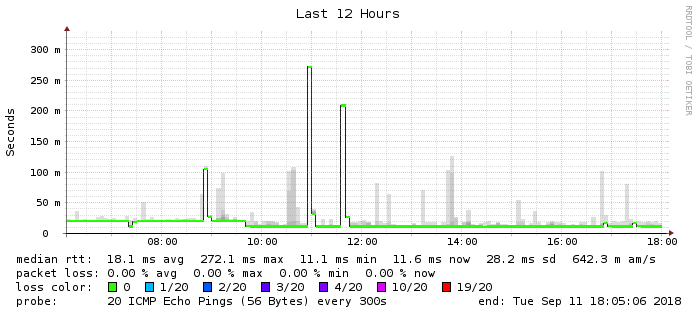 Last 12 Hours
RRDTOOL / TOBI OETIKER
Seconds
300 m
250 m
200 m
150 m
100 m
50 m
0
08:00 10:00 12:00 14:00 16:00 18:00
median rtt: 18.1 ms avg 272.1 ms max 11.1 ms min 11.6 ms now 28.2 ms sd 642.3 m am/s
packet loss: 0.00 % avg 0.00 % max 0.00 % min 0.00 % now
loss color: 0 1/20 2/20 3/20 4/20 10/20 19/20
probe: 20 ICMP Echo Pings (56 Bytes) every 300s end: Tue Sep 11 18:05:06 2018